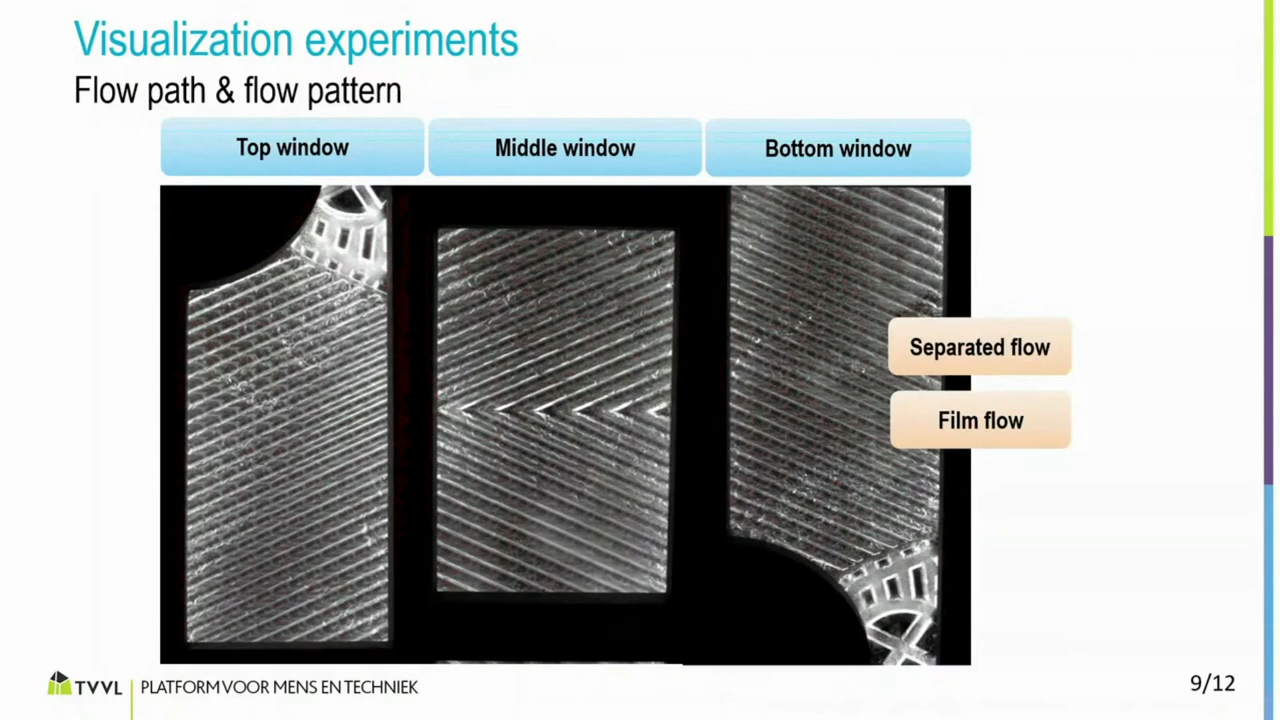 Visualization experiments
Flow path & flow pattern
Top window
Middle window
Bottom window
Separated flow
Film flow
TVVL
PLATFORM VOOR MENS EN TECHNIEK
9/12